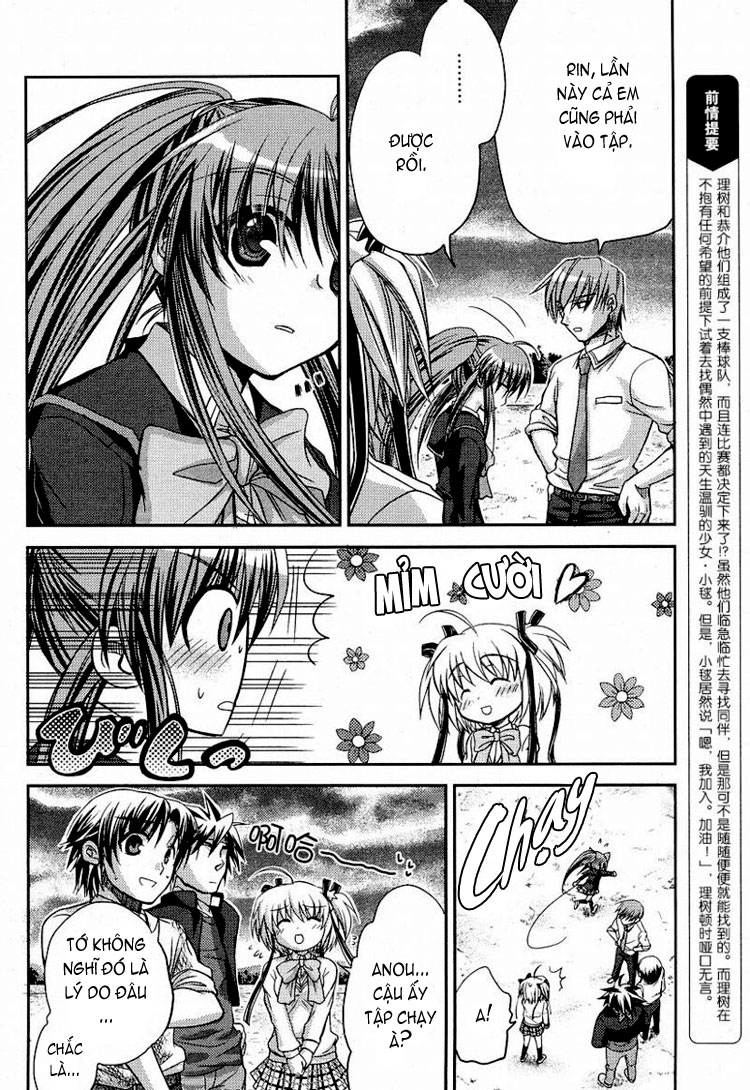 前情提要
理树和恭介他们组成了一支棒球队，而且连比赛都决定下来了!?虽然他们临急临忙去寻找同伴，但是那可不是随随便便就能找到的。而理树在
不抱有任何希望的前提下试着去找偶然中遇到的天生温驯的少女·小毬。但是，小毬居然说「嗯，我加入。加油！」，理树顿时哑口无言。
RIN, LẦN
NÀY CẢ EM
CŨNG PHẢI
VÀO TẬP.
.........
ĐƯỢC
RỒI.
...
MỈM CƯỜI
びくっ
Chạy
A!
啊哈～
ANOU...
CẬU ẤY
TẬP CHẠY
À?
TỚ KHÔNG
NGHĨ ĐÓ LÀ
LÝ DO ĐÂU
...
CHẮC
LÀ...